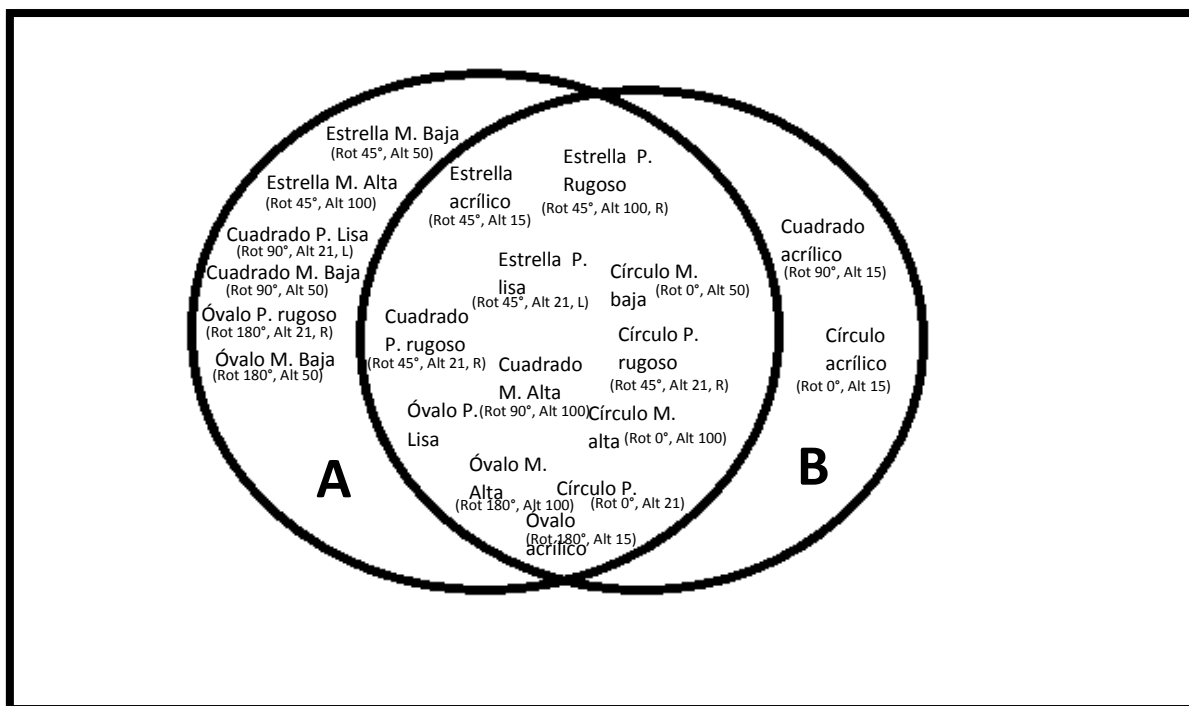 Estrella M. Baja
(Rot 45°, Alt 50)
Estrella M. Alta
(Rot 45°, Alt 100)
Cuadrado P. Lisa
(Rot 90°, Alt 21, L)
Cuadrado M. Baja
(Rot 90°, Alt 50)
Óvalo P. rugoso
(Rot 180°, Alt 21, R)
Óvalo M. Baja
(Rot 180°, Alt 50)
A
Estrella
acrílico
(Rot 45°, Alt 15)
Estrella P.
Rugoso
(Rot 45°, Alt 100, R)
Estrella P.
lisa
(Rot 45°, Alt 21, L)
Círculo M.
baja (Rot 0°, Alt 50)
Cuadrado
P. rugoso
(Rot 45°, Alt 21, R)
Círculo P.
rugoso
(Rot 45°, Alt 21, R)
Cuadrado
M. Alta
(Rot 90°, Alt 100)
Óvalo P.
Lisa
Círculo M.
alta (Rot 0°, Alt 100)
Óvalo M.
Alta
(Rot 180°, Alt 100)
Círculo P.
(Rot 0°, Alt 21)
Óvalo
acrílico
(Rot 180°, Alt 15)
Cuadrado
acrílico
(Rot 90°, Alt 15)
Círculo
acrílico
(Rot 0°, Alt 15)
B